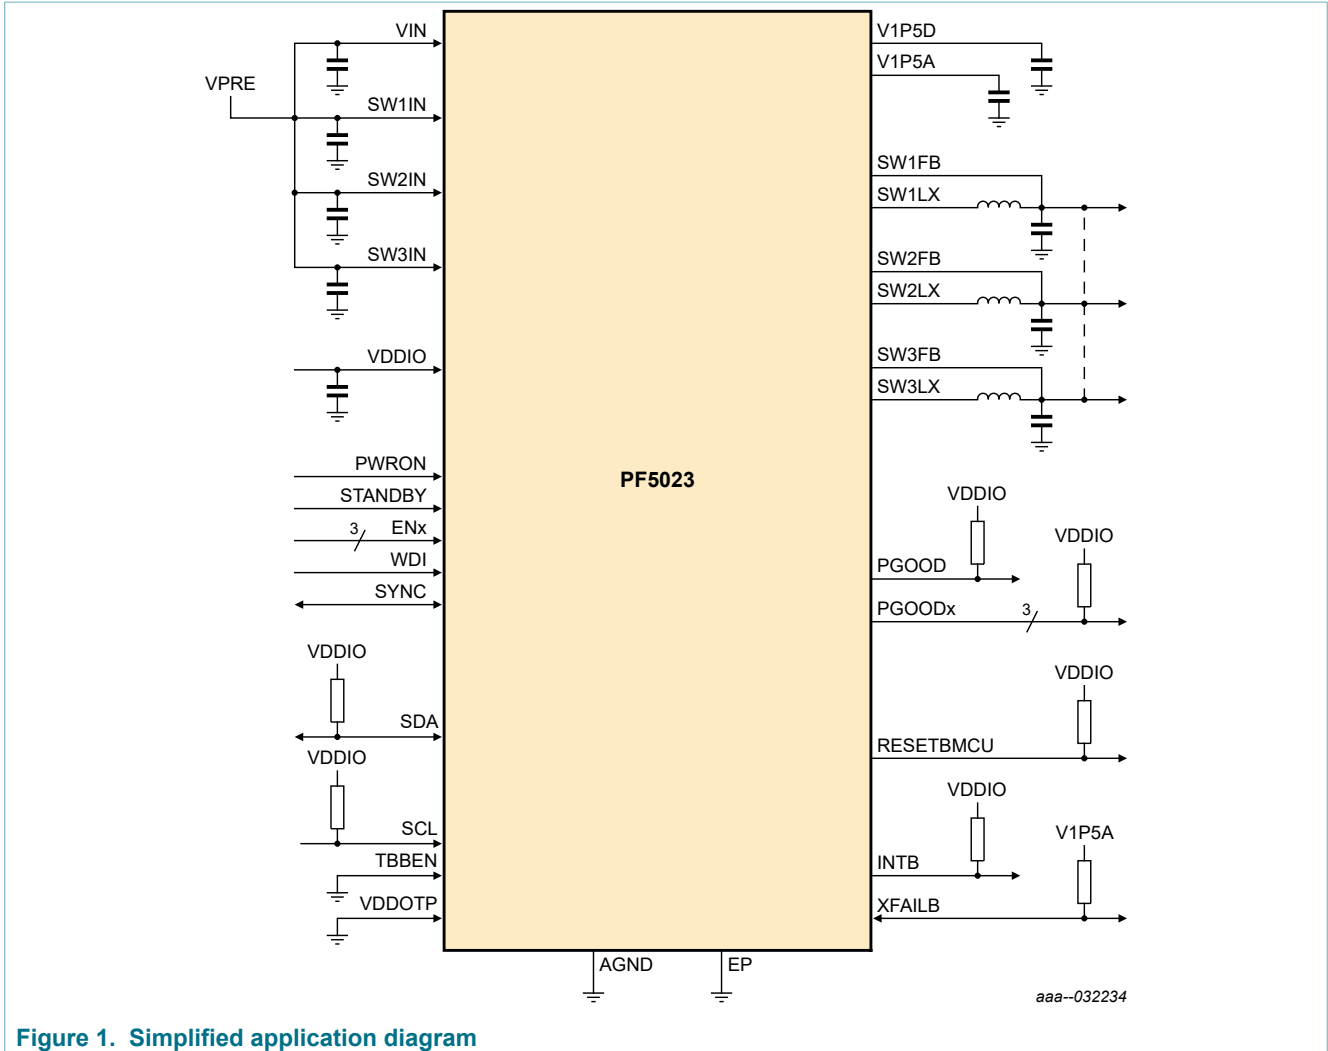 VPRE
VIN
SW1IN
SW2IN
SW3IN
VDDIO
PWRON
STANDBY
3
ENx
WDI
SYNC
VDDIO
SDA
VDDIO
SCL
TBBEN
VDDOTP
PF5023
V1P5D
V1P5A
SW1FB
SW1LX
SW2FB
SW2LX
SW3FB
SW3LX
VDDIO
PGOOD
VDDIO
PGOODx
3
VDDIO
RESETBMCU
VDDIO
INTB
V1P5A
XFAILB
AGND
EP
aaa--032234
Figure 1. Simplified application diagram